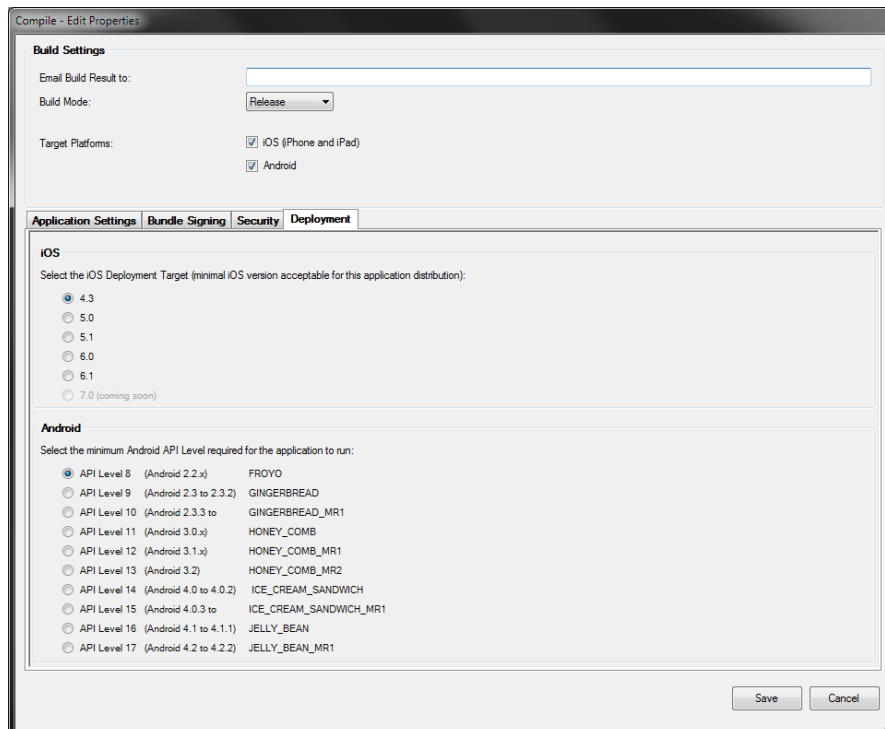 Compile - Edit Properties
Build Settings
Email Build Result to:
Build Mode: Release
Target Platforms: iOS (iPhone and iPad)
Android
Application Settings Bundle Signing Security Deployment
iOS
Select the iOS Deployment Target (minimal iOS version acceptable for this application distribution):
4.3
5.0
5.1
6.0
6.1
7.0 (coming soon)
Android
Select the minimum Android API Level required for the application to run:
API Level 8 (Android 2.2.x) FROYO
API Level 9 (Android 2.3 to 2.3.2) GINGERBREAD
API Level 10 (Android 2.3.3 to GINGERBREAD_MR1
API Level 11 (Android 3.0.x) HONEY_COMB
API Level 12 (Android 3.1.x) HONEY_COMB_MR1
API Level 13 (Android 3.2) HONEY_COMB_MR2
API Level 14 (Android 4.0 to 4.0.2) ICE_CREAM_SANDWICH
API Level 15 (Android 4.0.3 to ICE_CREAM_SANDWICH_MR1
API Level 16 (Android 4.1 to 4.1.1) JELLY_BEAN
API Level 17 (Android 4.2 to 4.2.2) JELLY_BEAN_MR1
Save Cancel